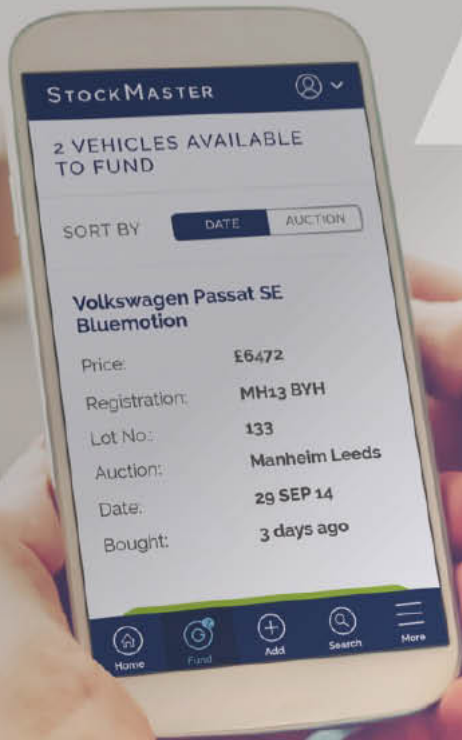 STOCKMASTER
2 VEHICLES AVAILABLE
TO FUND
SORT BY DATE AUCTION
Volkswagen Passat SE
Bluemotion
Price: £6472
Registration: MH13 BYH
Lot No.: 133
Auction: Manheim Leeds
Date: 29 SEP 14
Bought: 3 days ago
Home Fund Add Search More